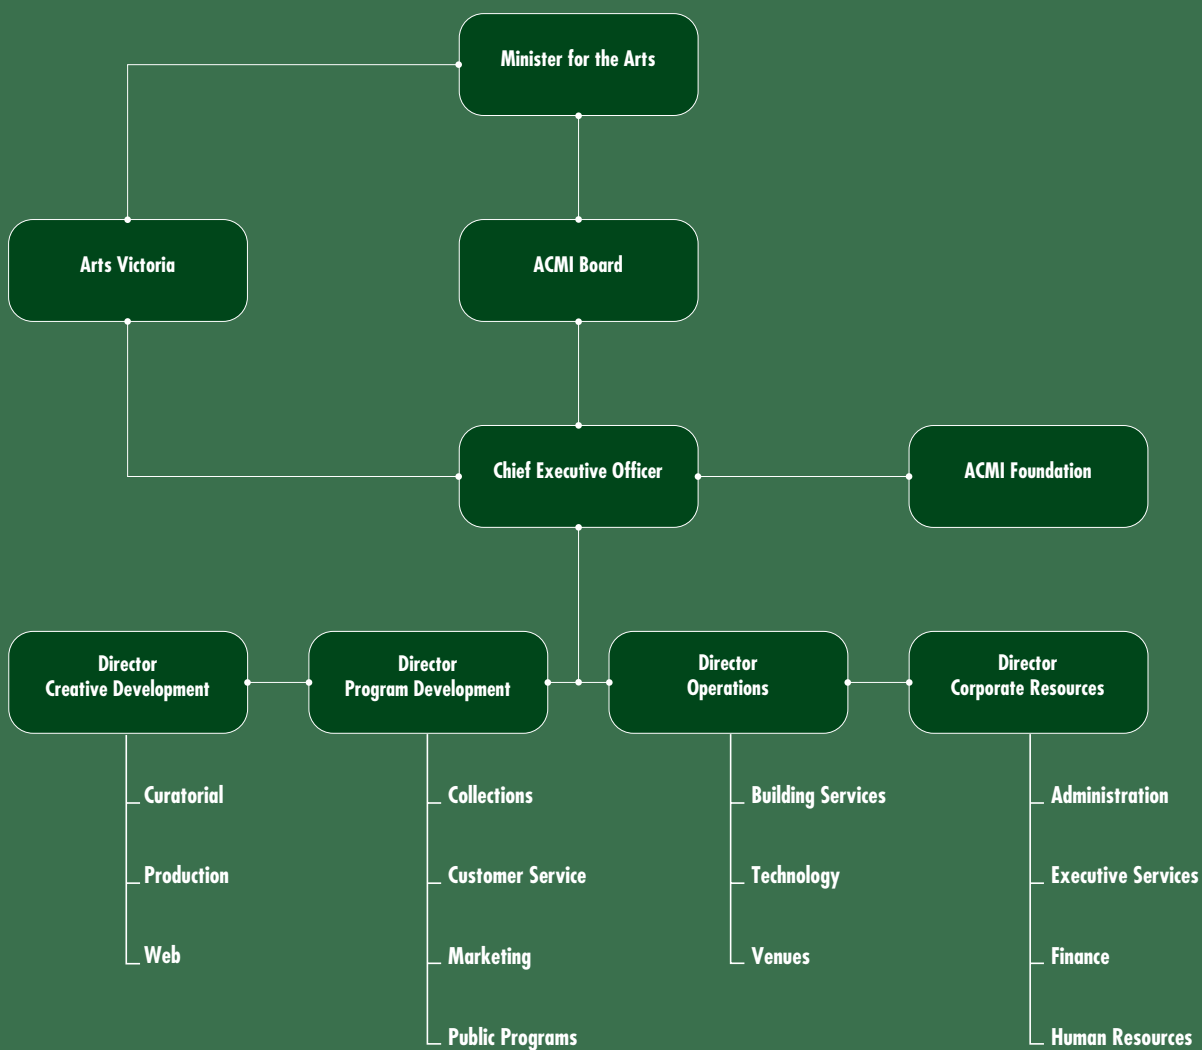 Minister for the Arts
Arts Victoria
ACMI Board
Chief Executive Officer
ACMI Foundation
Director
Creative Development
Director
Program Development
Director
Operations
Director
Corporate Resources
Curatorial
Production
Web
Collections
Customer Service
Marketing
Public Programs
Building Services
Technology
Venues
Administration
Executive Services
Finance
Human Resources